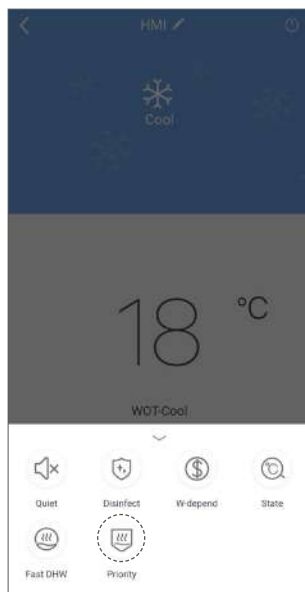 HMI
Cool
18 °C
WOT-Cool
Quiet Disinfect W-depend State
Fast DHW Priority